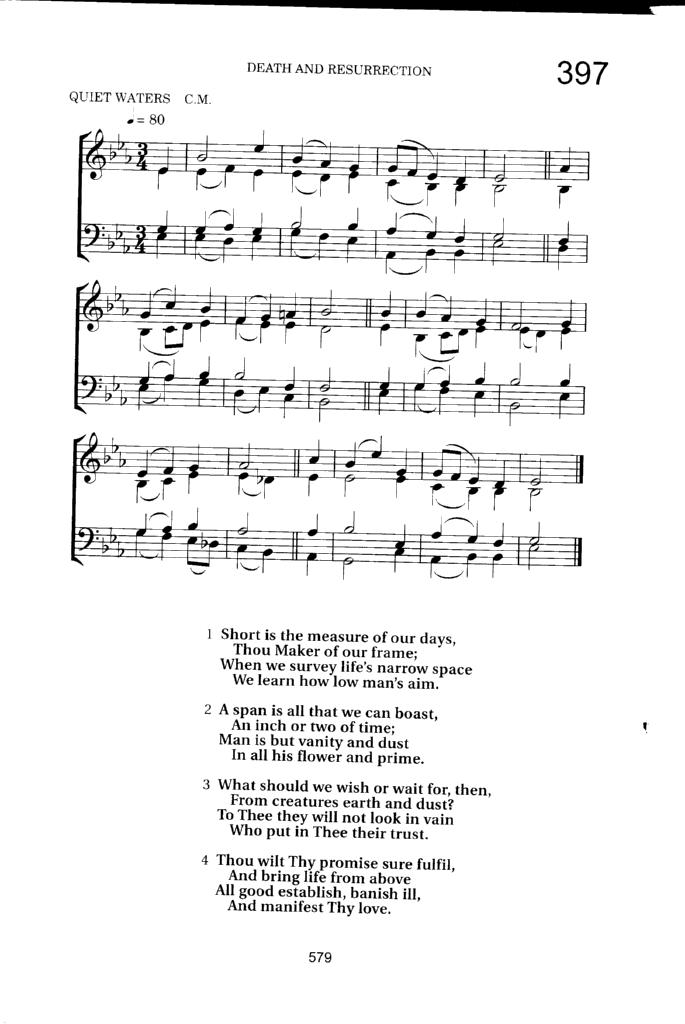 DEATH AND RESURRECTION
397
QUIET WATERS C.M.
♩= 80
1 Short is the measure of our days,
Thou Maker of our frame;
When we survey life's narrow space
We learn how low man's aim.
2 A span is all that we can boast,
An inch or two of time;
Man is but vanity and dust
In all his flower and prime.
3 What should we wish or wait for, then,
From creatures earth and dust?
To Thee they will not look in vain
Who put in Thee their trust.
4 Thou wilt Thy promise sure fulfil,
And bring life from above
All good establish, banish ill,
And manifest Thy love.
579